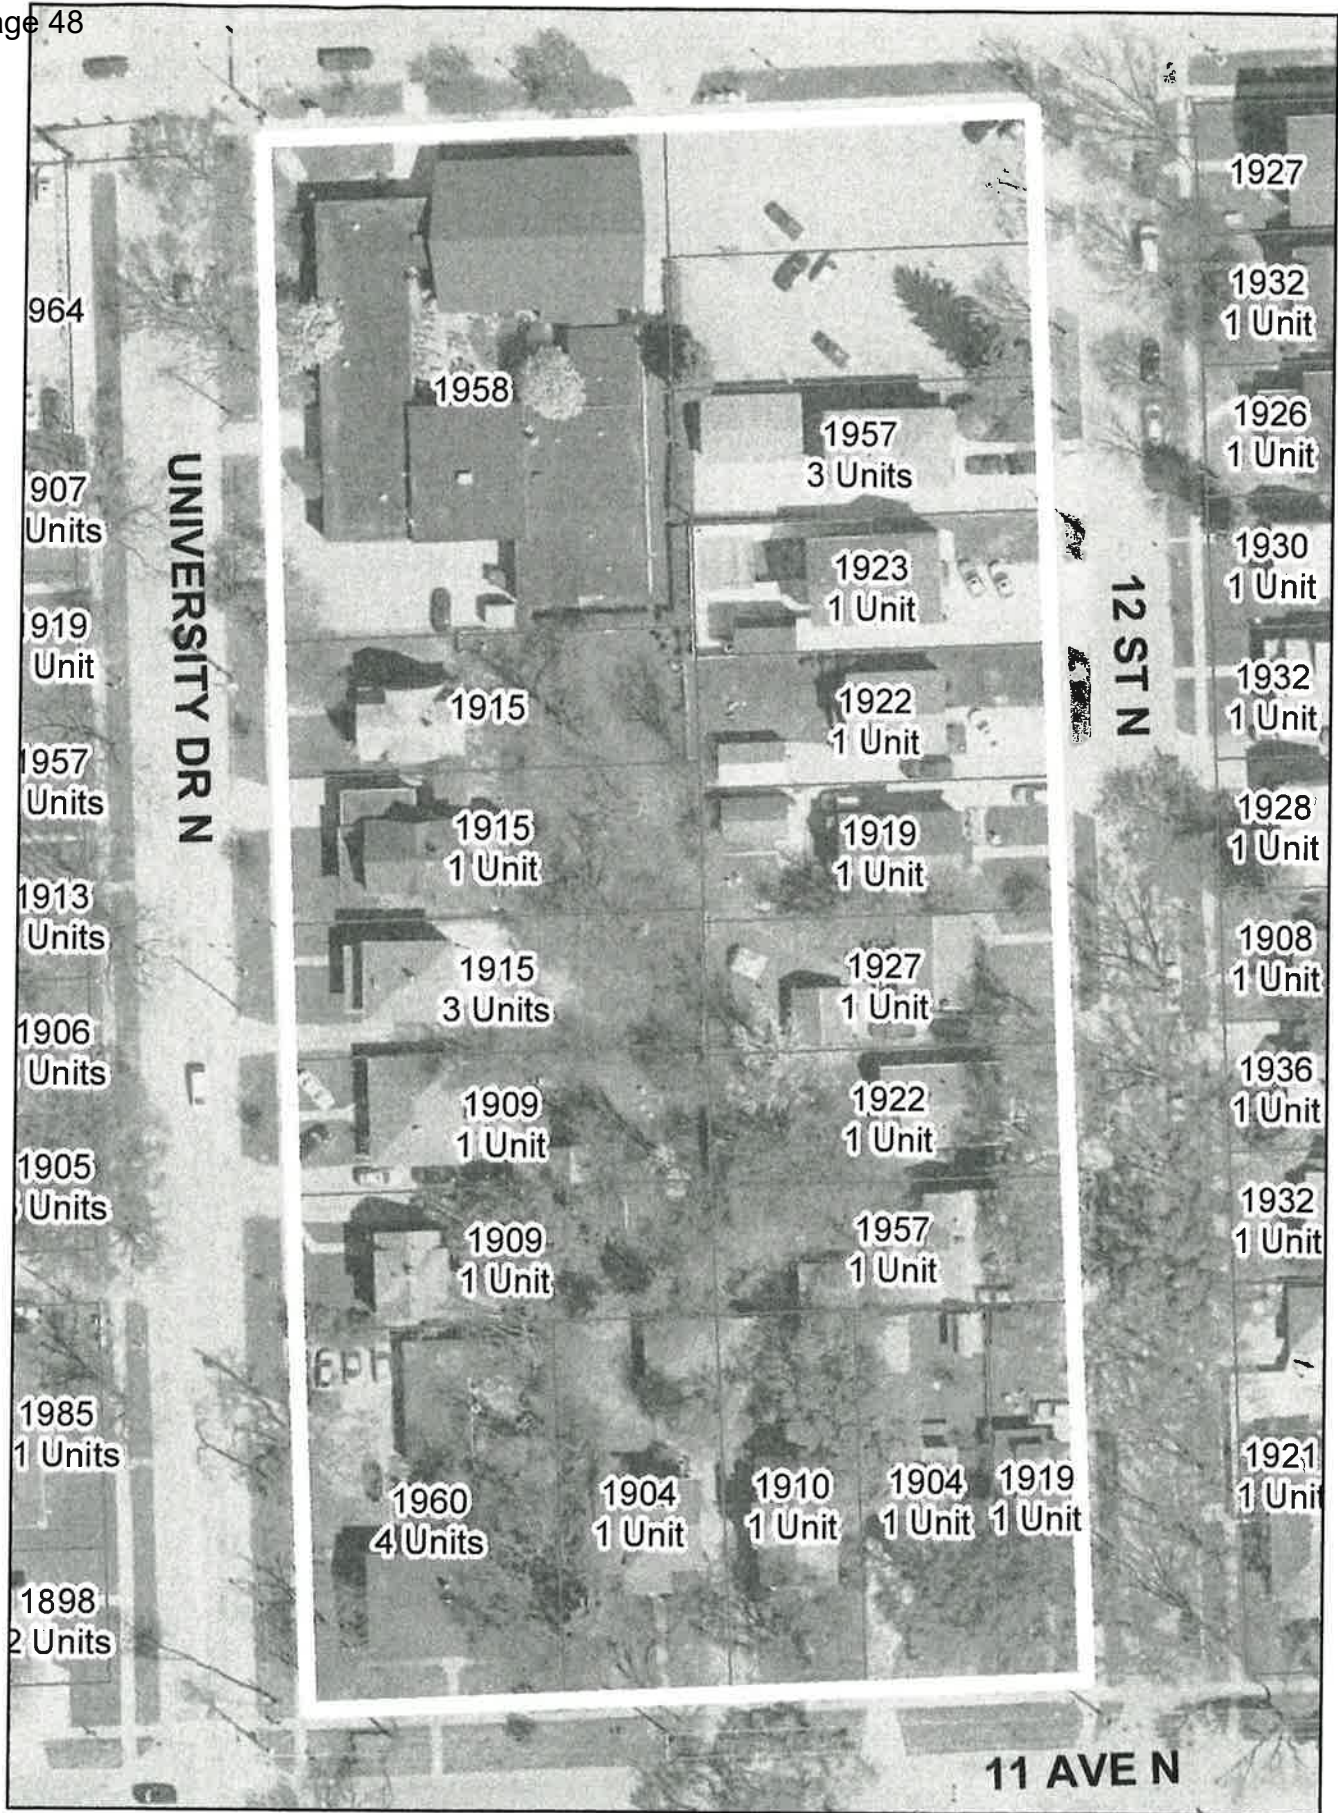 age 48
1958
1957
3 Units
1923
1 Unit
1915
1922
1 Unit
1915
1 Unit
1919
1 Unit
1915
3 Units
1927
1 Unit
1909
1 Unit
1922
1 Unit
1909
1 Unit
1957
1 Unit
1960
4 Units
1904
1 Unit
1910
1 Unit
1904
1 Unit
1919
1 Unit
UNIVERSITY DR N
12 ST N
11 AVE N
964
907
Units
919
Unit
1957
Units
1913
Units
1906
Units
1905
Units
1985
1 Units
1898
2 Units
1927
1932
1 Unit
1926
1 Unit
1930
1 Unit
1932
1 Unit
1928
1 Unit
1908
1 Unit
1936
1 Unit
1932
1 Unit
1921
1 Unit